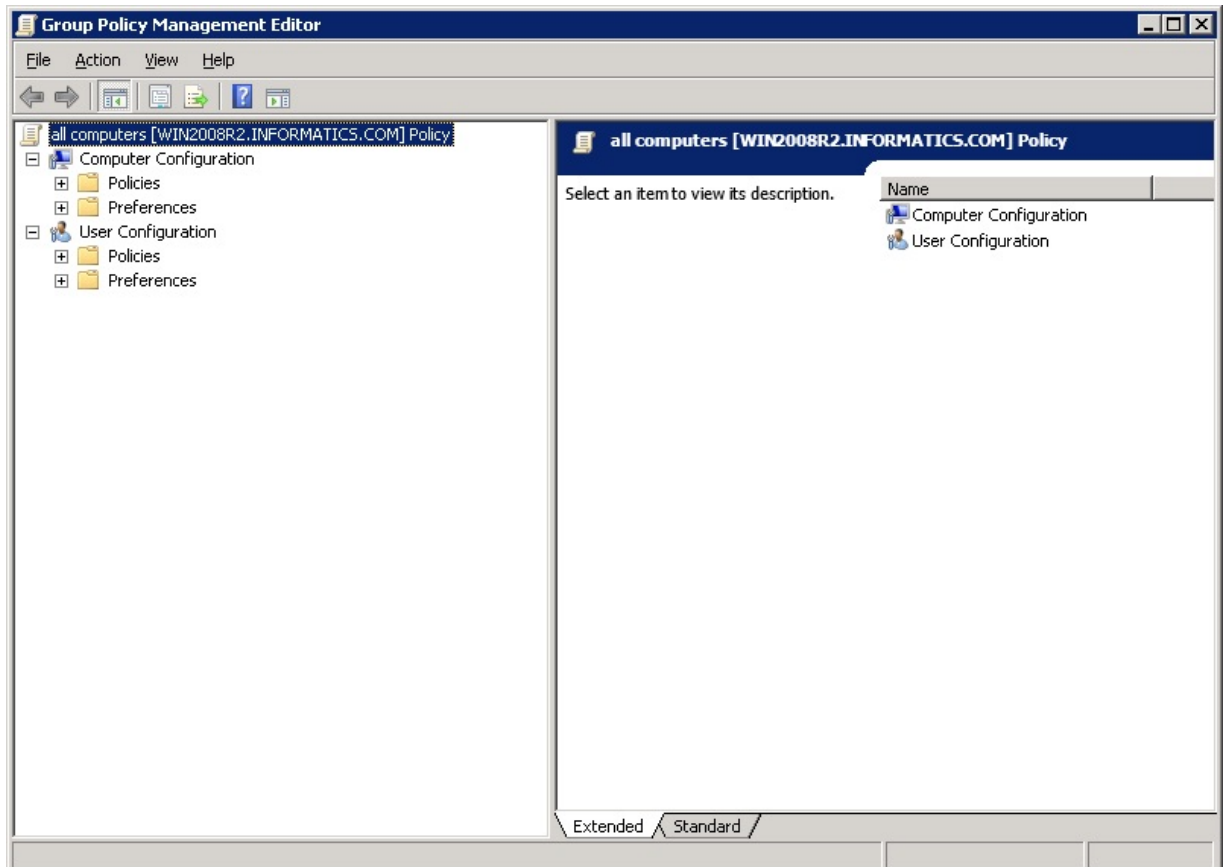 Group Policy Management Editor
File Action View Help
all computers [WIN2008R2.INFORMATICS.COM] Policy
Computer Configuration
Policies
Preferences
User Configuration
Policies
Preferences
all computers [WIN2008R2.INFORMATICS.COM] Policy
Select an item to view its description.
Name
Computer Configuration
User Configuration
Extended Standard